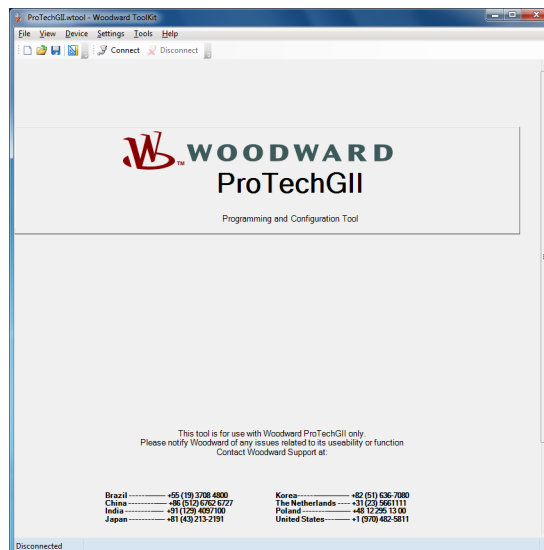 ProTechGII.wtool - Woodward ToolKit
File View Device Settings Tools Help
Connect Disconnect
WOODWARD
TM
ProTechGII
Programming and Configuration Tool
This tool is for use with Woodward ProTechGII only.
Please notify Woodward of any issues related to its useability or function
Contact Woodward Support at:
Brazil ---------- +55 (19) 3708 4800
China ---------- +86 (512) 6762 6727
India ---------- +91 (129) 4097100
Japan ---------- +81 (43) 213-2191
Korea---------- +82 (51) 636-7080
The Netherlands ---- +31 (23) 5661111
Poland---------- +48 12 295 13 00
United States---- +1 (970) 482-5811
Disconnected